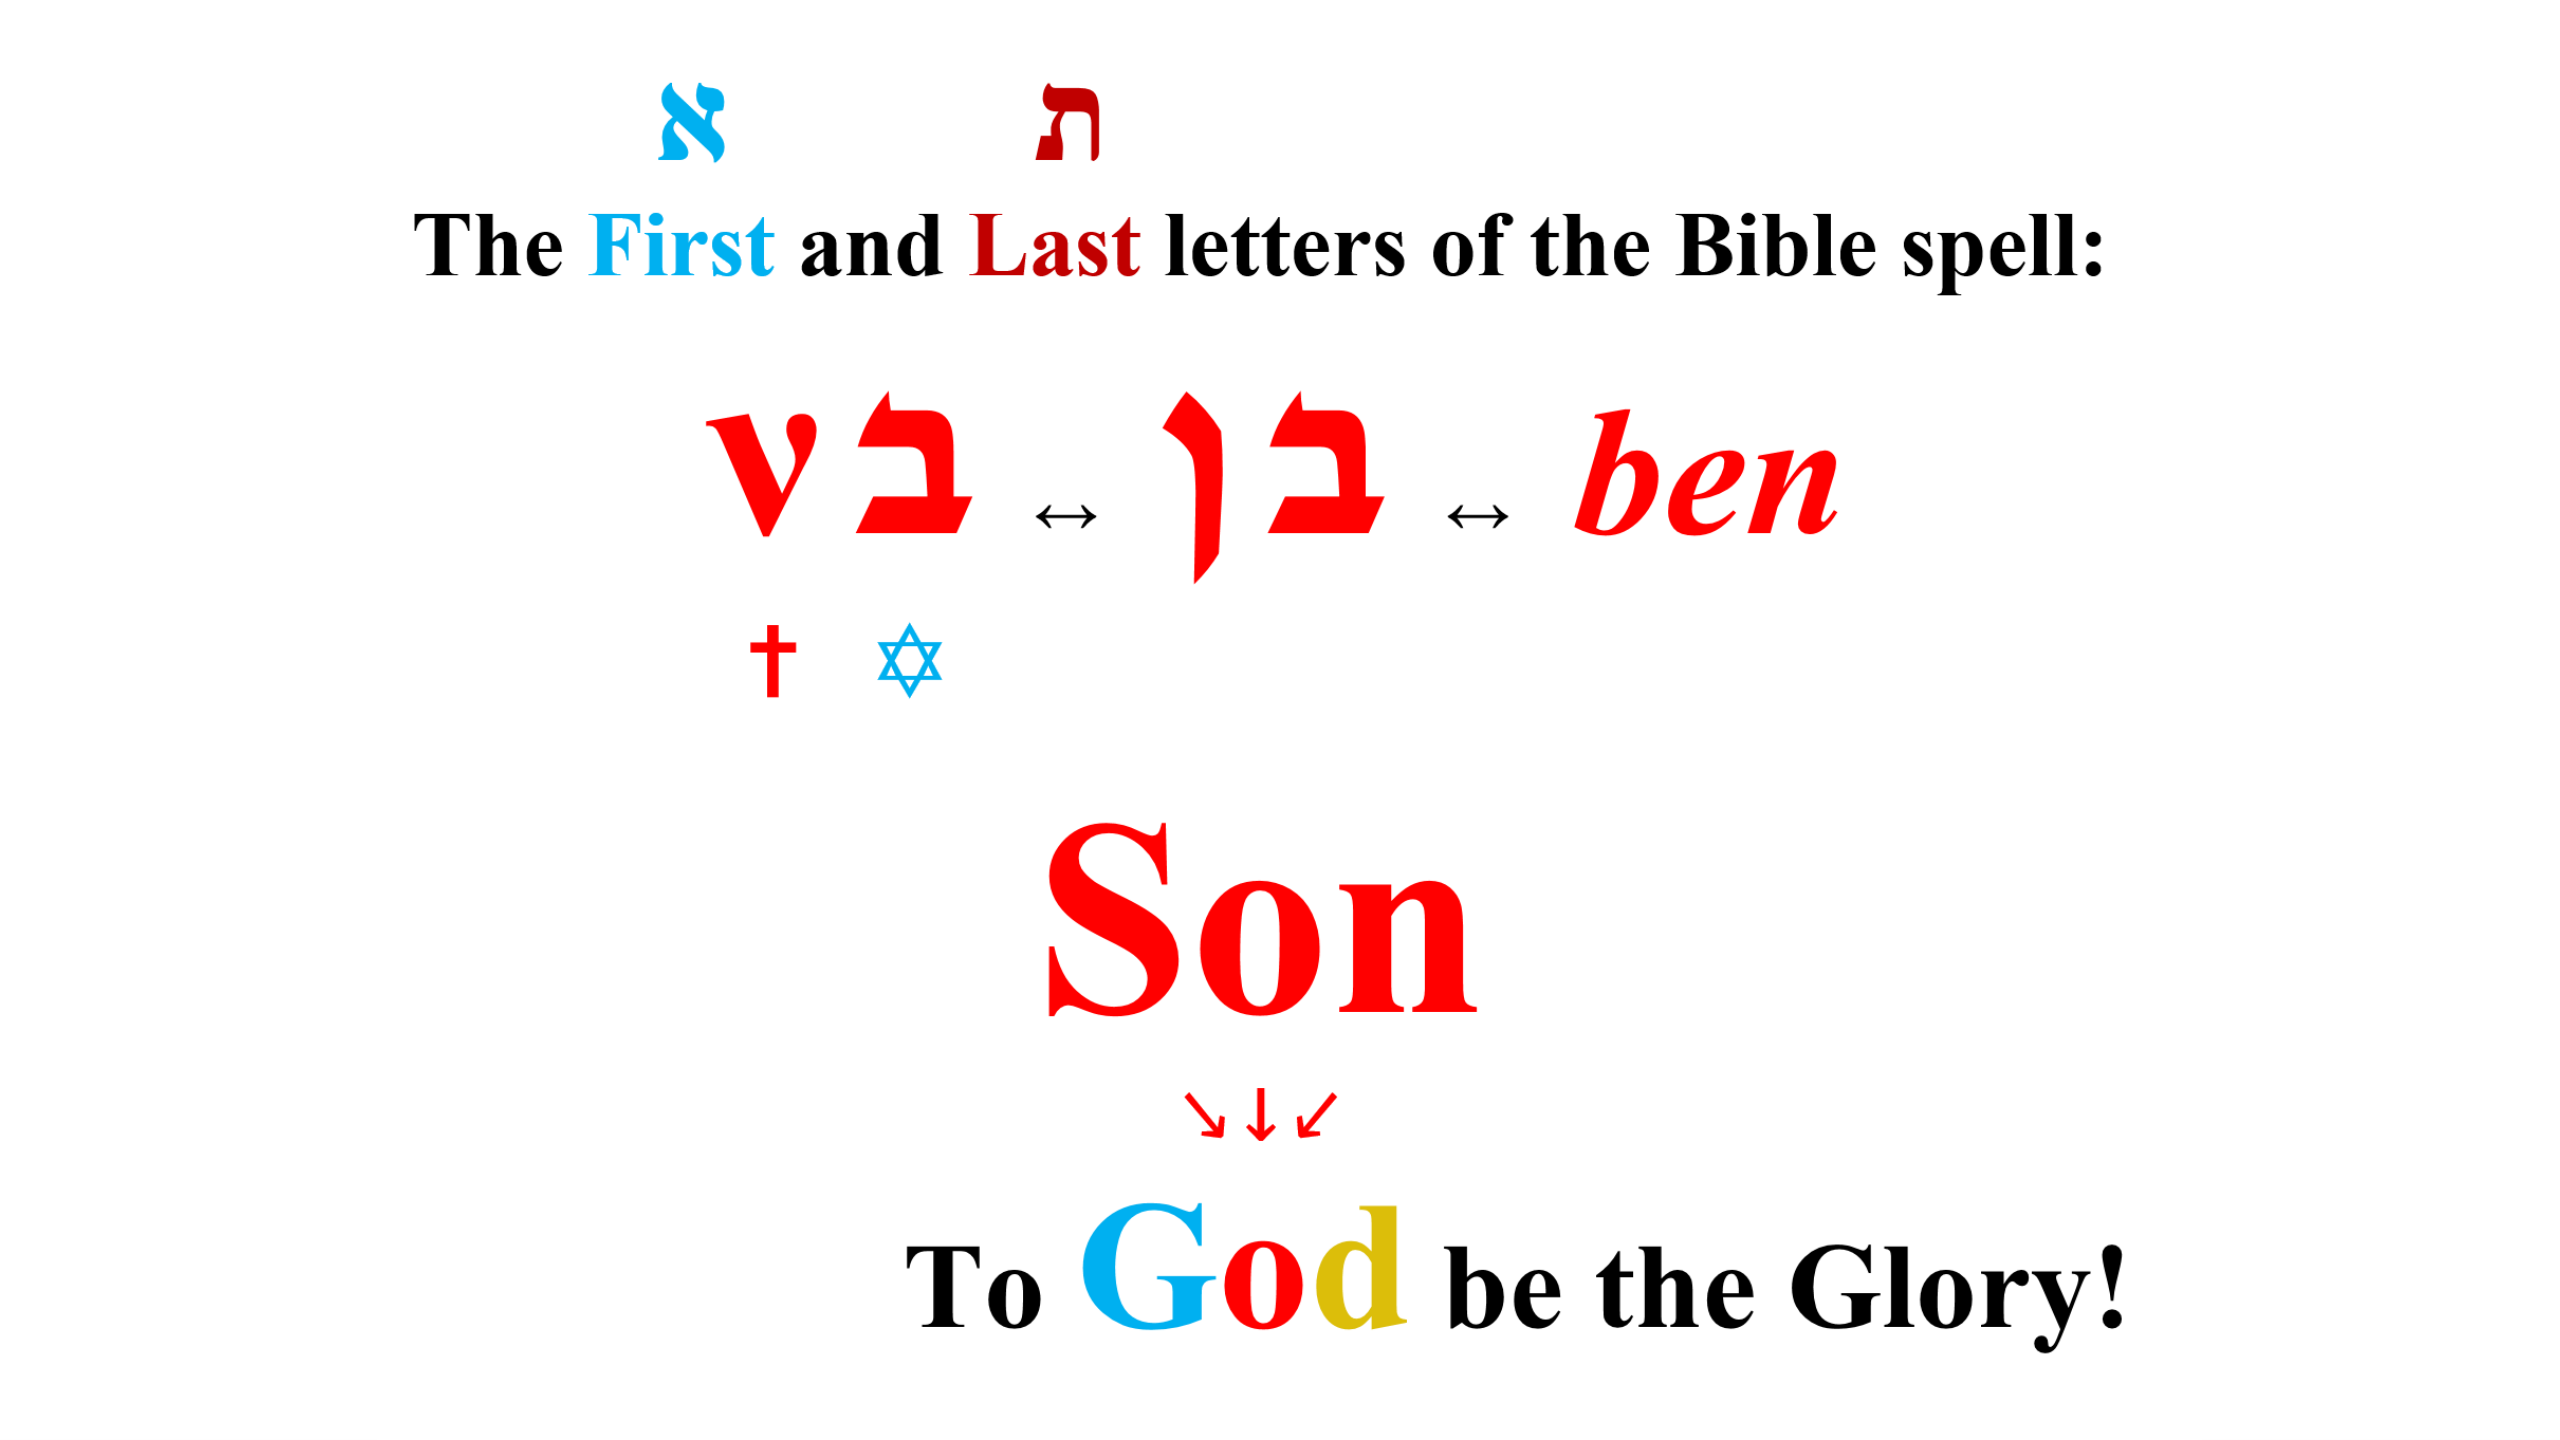 א ת
The First and Last letters of the Bible spell:
ν ב ↔ בן ↔ ben
✝ ✡
Son
↘↓↙
To God be the Glory!